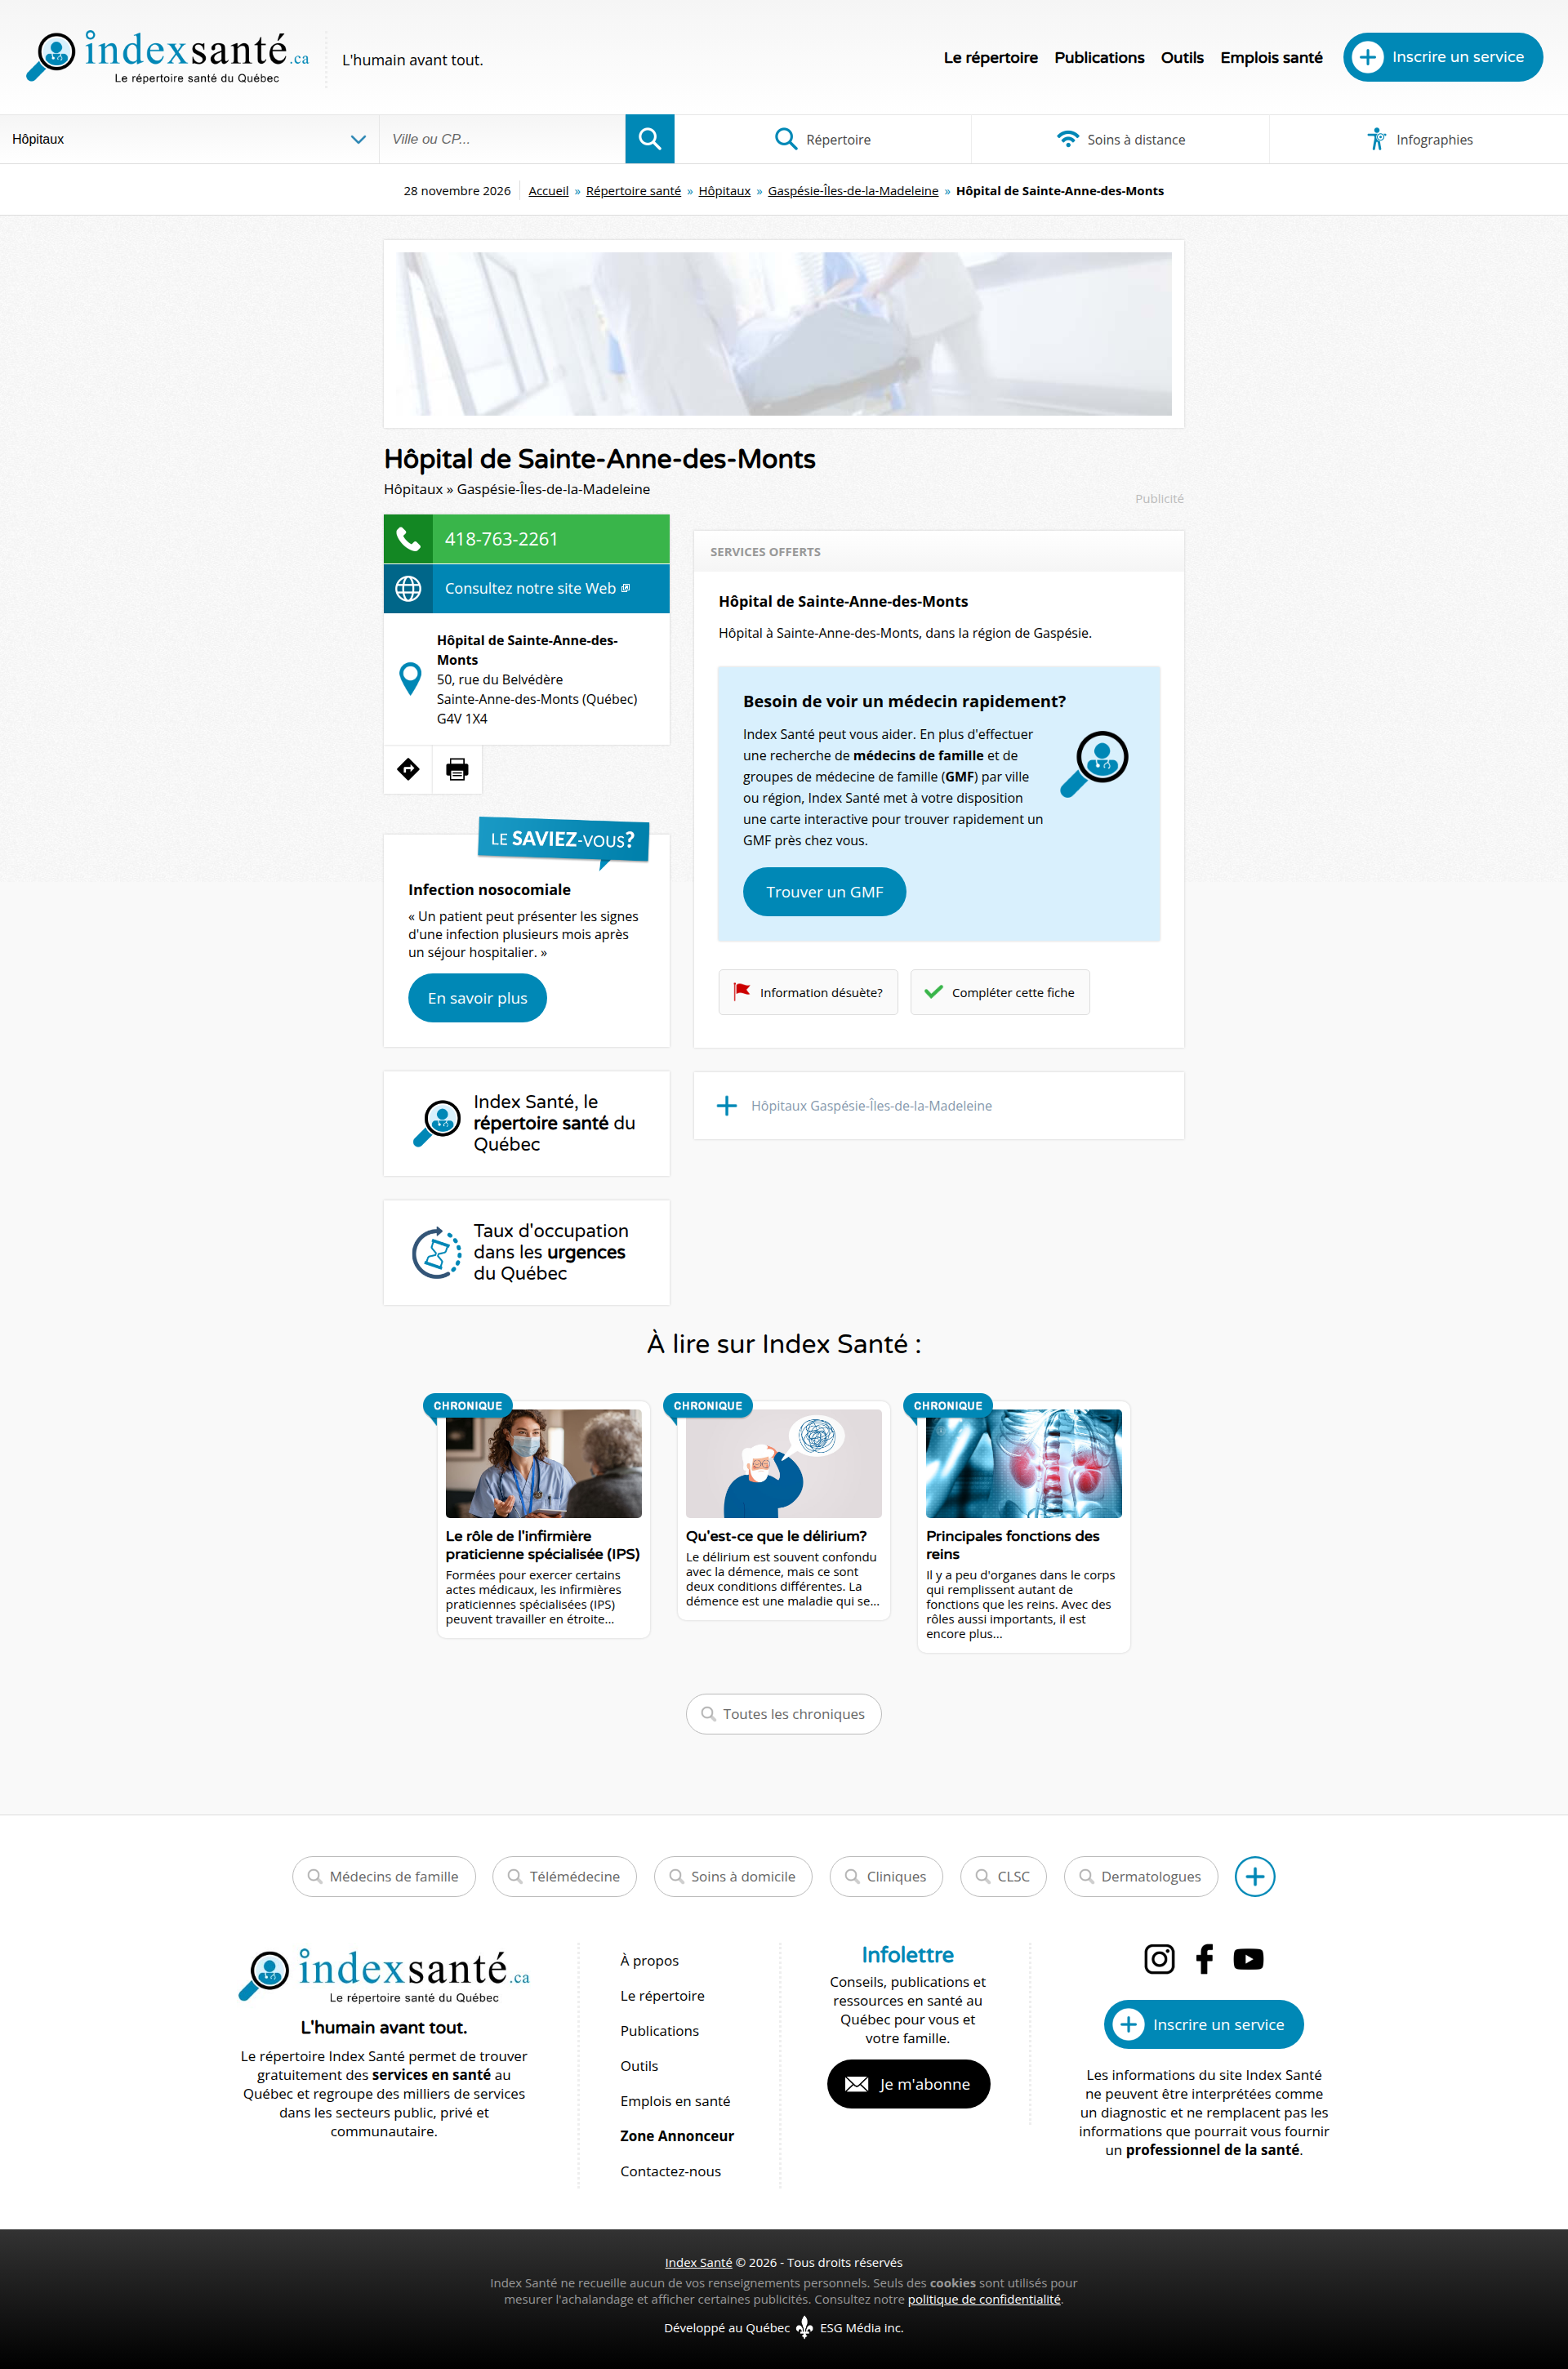 indexsanté.ca
Le répertoire santé du Québec
L'humain avant tout.
Le répertoire
Publications
Outils
Emplois santé
Inscrire un service
Hôpitaux
Ville ou CP...
Répertoire
Soins à distance
Infographies
28 novembre 2026
Accueil » Répertoire santé » Hôpitaux » Gaspésie-Îles-de-la-Madeleine » Hôpital de Sainte-Anne-des-Monts
Hôpital de Sainte-Anne-des-Monts
Hôpitaux » Gaspésie-Îles-de-la-Madeleine
Publicité
418-763-2261
Consultez notre site Web
Hôpital de Sainte-Anne-des-
Monts
50, rue du Belvédère
Sainte-Anne-des-Monts (Québec)
G4V 1X4
LE SAVIEZ-VOUS?
Infection nosocomiale
« Un patient peut présenter les signes
d'une infection plusieurs mois après
un séjour hospitalier. »
En savoir plus
Index Santé, le
répertoire santé du
Québec
Taux d'occupation
dans les urgences
du Québec
SERVICES OFFERTS
Hôpital de Sainte-Anne-des-Monts
Hôpital à Sainte-Anne-des-Monts, dans la région de Gaspésie.
Besoin de voir un médecin rapidement?
Index Santé peut vous aider. En plus d'effectuer
une recherche de médecins de famille et de
groupes de médecine de famille (GMF) par ville
ou région, Index Santé met à votre disposition
une carte interactive pour trouver rapidement un
GMF près chez vous.
Trouver un GMF
Information désuète?
Compléter cette fiche
Hôpitaux Gaspésie-Îles-de-la-Madeleine
À lire sur Index Santé :
CHRONIQUE
Le rôle de l'infirmière
praticienne spécialisée (IPS)
Formées pour exercer certains
actes médicaux, les infirmières
praticiennes spécialisées (IPS)
peuvent travailler en étroite...
CHRONIQUE
Qu'est-ce que le délirium?
Le délirium est souvent confondu
avec la démence, mais ce sont
deux conditions différentes. La
démence est une maladie qui se...
CHRONIQUE
Principales fonctions des
reins
Il y a peu d'organes dans le corps
qui remplissent autant de
fonctions que les reins. Avec des
rôles aussi importants, il est
encore plus...
Toutes les chroniques
Médecins de famille
Télémédecine
Soins à domicile
Cliniques
CLSC
Dermatologues
indexsanté.ca
Le répertoire santé du Québec
L'humain avant tout.
Le répertoire Index Santé permet de trouver
gratuitement des services en santé au
Québec et regroupe des milliers de services
dans les secteurs public, privé et
communautaire.
À propos
Le répertoire
Publications
Outils
Emplois en santé
Zone Annonceur
Contactez-nous
Infolettre
Conseils, publications et
ressources en santé au
Québec pour vous et
votre famille.
Je m'abonne
Inscrire un service
Les informations du site Index Santé
ne peuvent être interprétées comme
un diagnostic et ne remplacent pas les
informations que pourrait vous fournir
un professionnel de la santé.
Index Santé © 2026 - Tous droits réservés
Index Santé ne recueille aucun de vos renseignements personnels. Seuls des cookies sont utilisés pour
mesurer l'achalandage et afficher certaines publicités. Consultez notre politique de confidentialité.
Développé au Québec ESG Média inc.